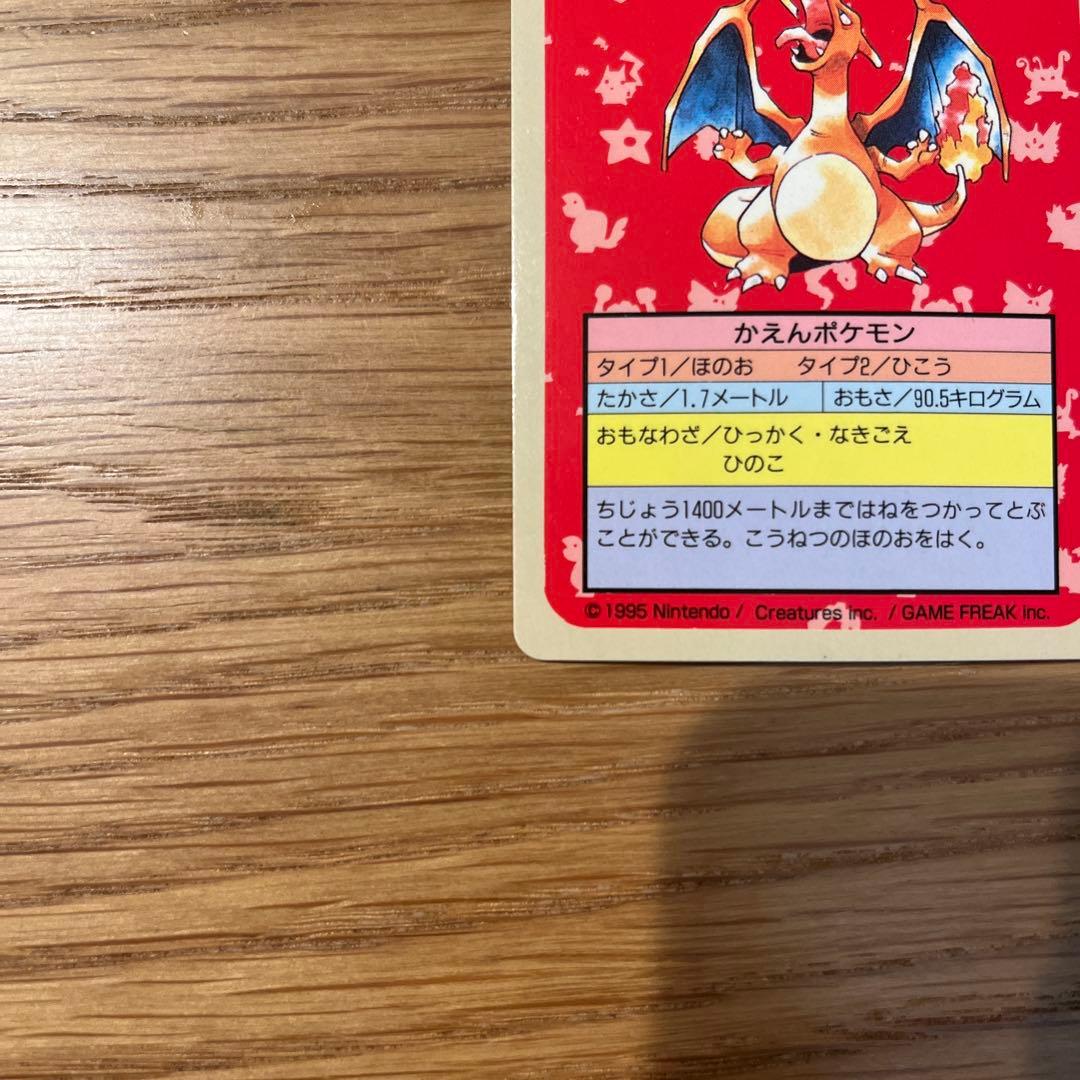 かえんポケモン
タイプ1／ほのお　タイプ2／ひこう
たかさ／1.7メートル　おもさ／90.5キログラム
おもなわざ／ひっかく・なきごえ
ひのこ
ちじょう1400メートルまではねをつかってとぶ
ことができる。こうねつのほのおをはく。
© 1995 Nintendo / Creatures inc. / GAME FREAK inc.